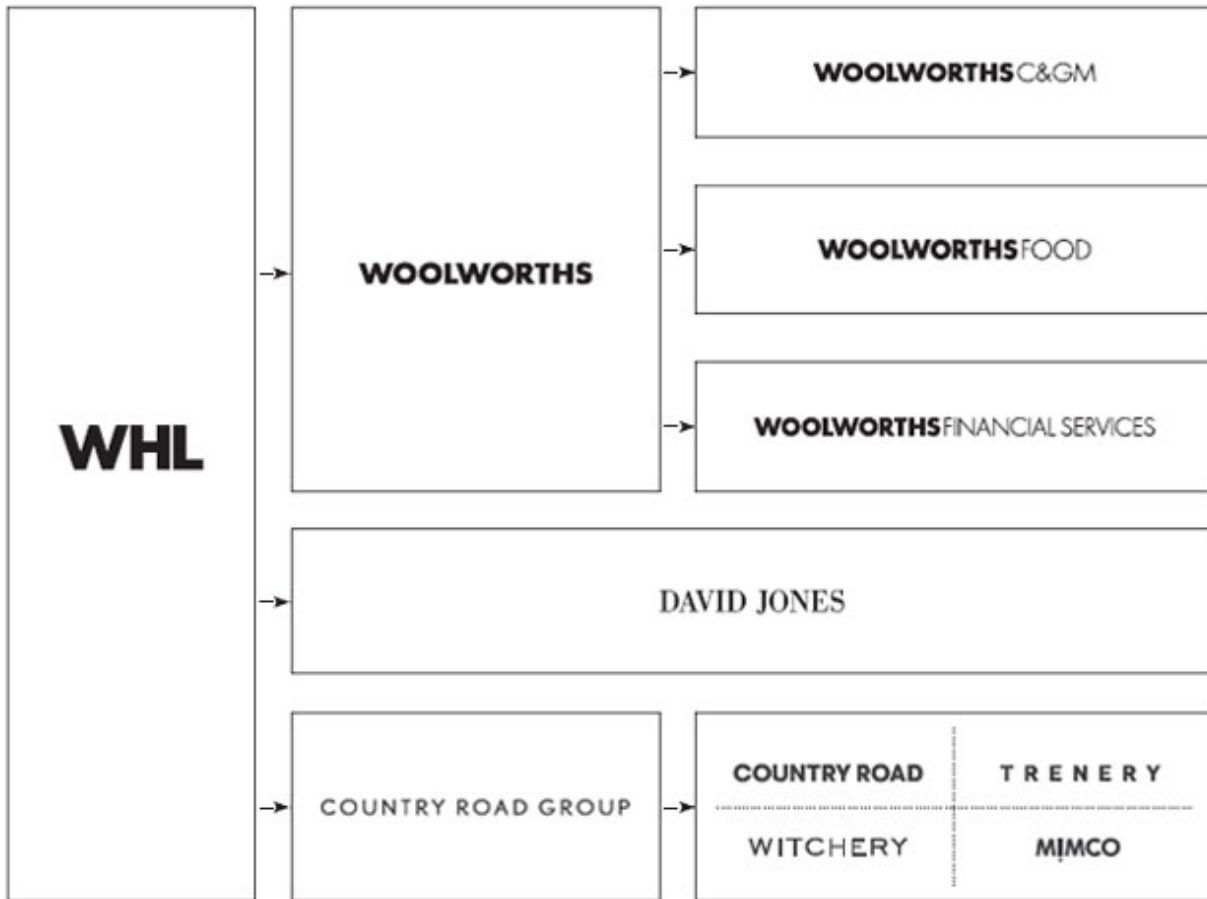 WHL
WOOLWORTHS
WOOLWORTHS C&GM
WOOLWORTHS FOOD
WOOLWORTHS FINANCIAL SERVICES
DAVID JONES
COUNTRY ROAD GROUP
COUNTRY ROAD
TRENERY
WITCHERY
MIMCO